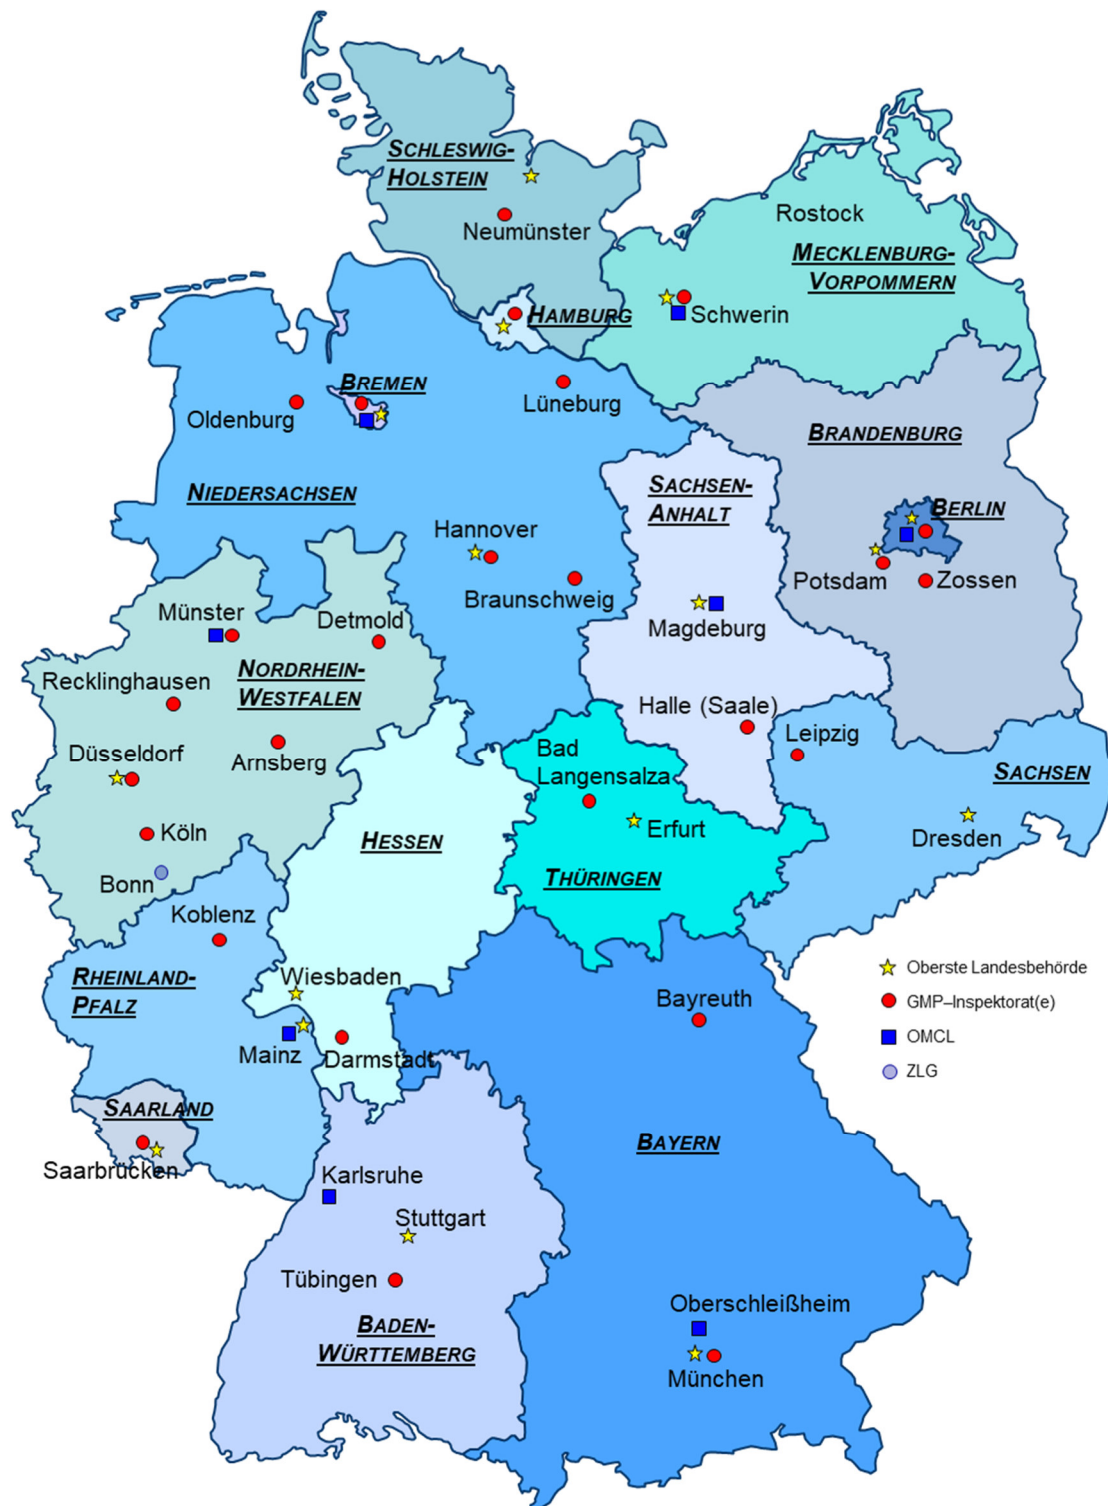 SCHLESWIG-
HOLSTEIN
Neumünster
Rostock
MECKLENBURG-
VORPOMMERN
Schwerin
HAMBURG
BREMEN
Lüneburg
Oldenburg
BRANDENBURG
NIEDERSACHSEN
SACHSEN-
ANHALT
BERLIN
Hannover
Potsdam
Zossen
Braunschweig
Münster
Detmold
Magdeburg
NORDRHEIN-
WESTFALEN
Recklinghausen
Halle (Saale)
Leipzig
Düsseldorf
Arnsberg
Bad
Langensalza
SACHSEN
Köln
HESSEN
Erfurt
Dresden
Bonn
THÜRINGEN
Koblenz
RHEINLAND-
PFALZ
Wiesbaden
Oberste Landesbehörde
Bayreuth
GMP–Inspektorat(e)
OMCL
Mainz
Darmstadt
ZLG
SAARLAND
BAYERN
Saarbrücken
Karlsruhe
Stuttgart
Tübingen
Oberschleißheim
BADEN-
WÜRTTEMBERG
München